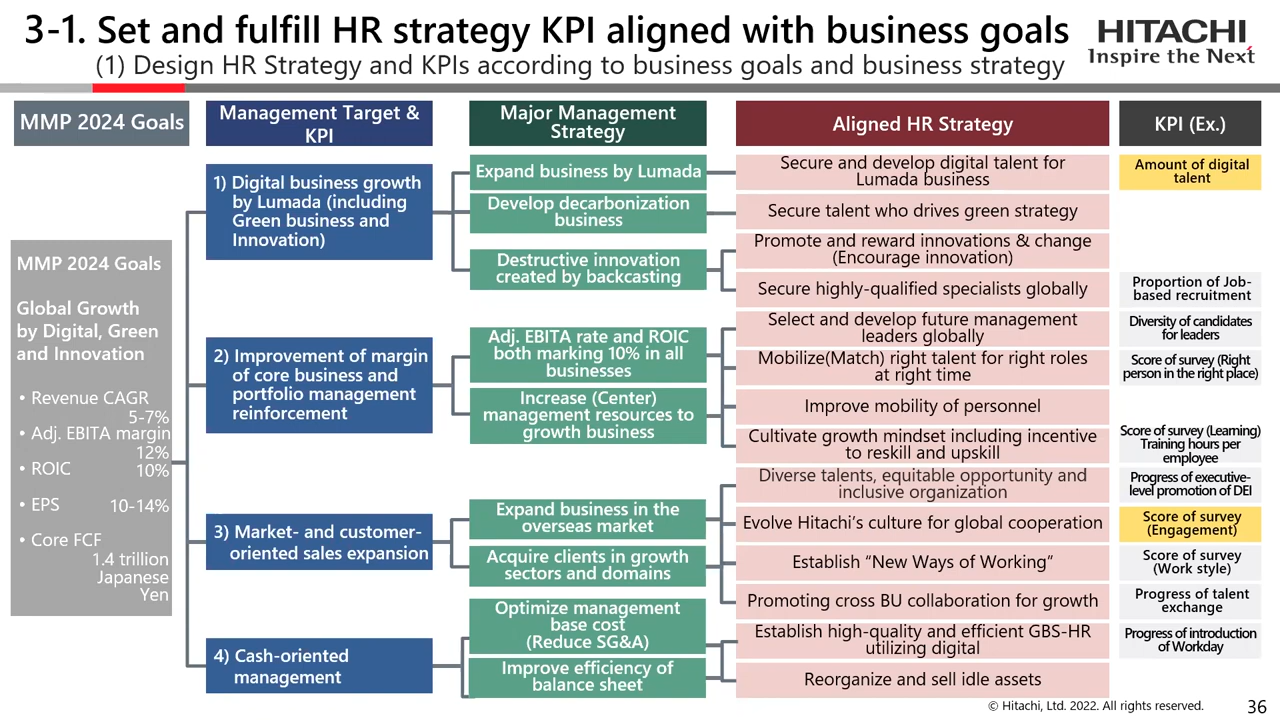 3-1. Set and fulfill HR strategy KPI aligned with business goals
(1) Design HR Strategy and KPIs according to business goals and business strategy
HITACHI
Inspire the Next
MMP 2024 Goals
Management Target &
KPI
Major Management
Strategy
Aligned HR Strategy
KPI (Ex.)
MMP 2024 Goals
Global Growth
by Digital, Green
and Innovation
• Revenue CAGR
5-7%
• Adj. EBITA margin
12%
• ROIC
10%
• EPS
10-14%
• Core FCF
1.4 trillion
Japanese
Yen
1) Digital business growth
by Lumada (including
Green business and
Innovation)
2) Improvement of margin
of core business and
portfolio management
reinforcement
3) Market- and customer-
oriented sales expansion
4) Cash-oriented
management
Expand business by Lumada
Develop decarbonization
business
Destructive innovation
created by backcasting
Adj. EBITA rate and ROIC
both marking 10% in all
businesses
Increase (Center)
management resources to
growth business
Expand business in the
overseas market
Acquire clients in growth
sectors and domains
Optimize management
base cost
(Reduce SG&A)
Improve efficiency of
balance sheet
Secure and develop digital talent for
Lumada business
Secure talent who drives green strategy
Promote and reward innovations & change
(Encourage innovation)
Secure highly-qualified specialists globally
Select and develop future management
leaders globally
Mobilize(Match) right talent for right roles
at right time
Improve mobility of personnel
Cultivate growth mindset including incentive
to reskill and upskill
Diverse talents, equitable opportunity and
inclusive organization
Evolve Hitachi's culture for global cooperation
Establish “New Ways of Working”
Promoting cross BU collaboration for growth
Establish high-quality and efficient GBS-HR
utilizing digital
Reorganize and sell idle assets
Amount of digital
talent
Proportion of Job-
based recruitment
Diversity of candidates
for leaders
Score of survey (Right
person in the right place)
Score of survey (Learning)
Training hours per
employee
Progress of executive-
level promotion of DEI
Score of survey
(Engagement)
Score of survey
(Work style)
Progress of talent
exchange
Progress of introduction
of Workday
© Hitachi, Ltd. 2022. All rights reserved.
36